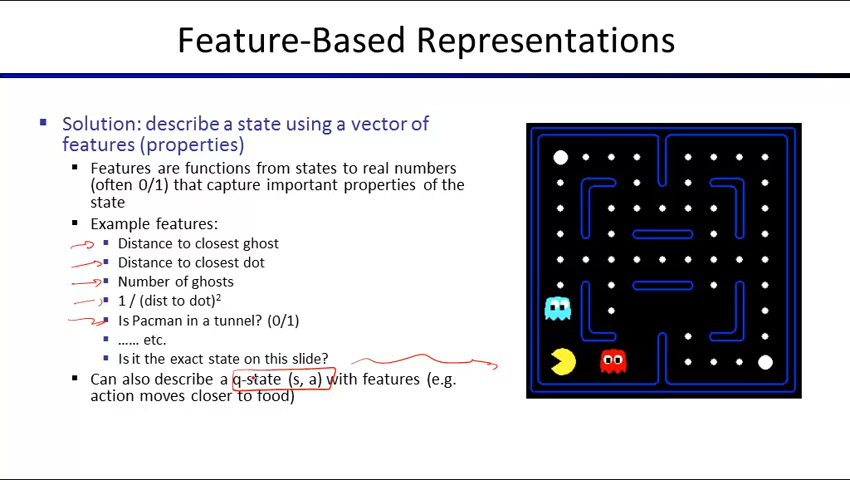 Feature-Based Representations
Solution: describe a state using a vector of
features (properties)
Features are functions from states to real numbers
(often 0/1) that capture important properties of the
state
Example features:
Distance to closest ghost
Distance to closest dot
Number of ghosts
1 / (dist to dot)²
Is Pacman in a tunnel? (0/1)
…… etc.
Is it the exact state on this slide?
Can also describe a q-state (s, a) with features (e.g.
action moves closer to food)